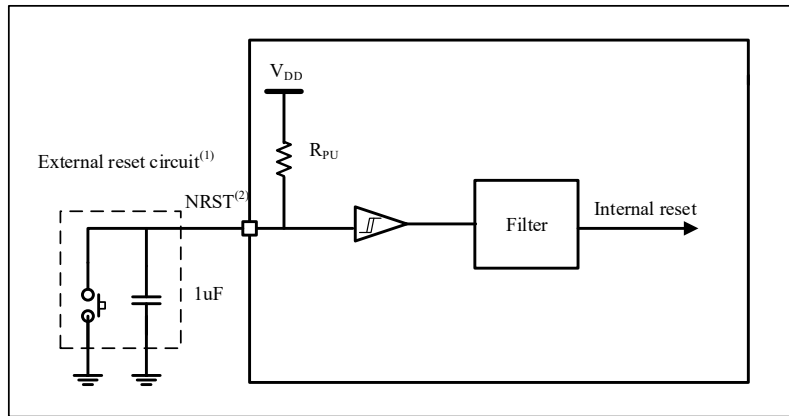 V_DD
R_PU
External reset circuit(1)
NRST(2)
Filter
Internal reset
1uF